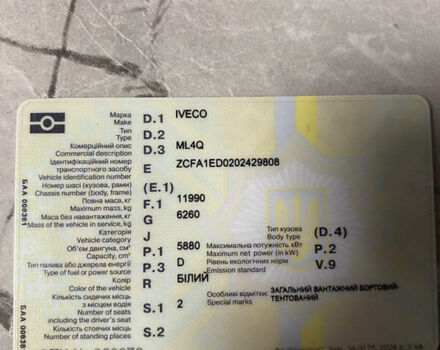 Марка D.1 IVECO
Make
Тип D.2
Type
Комерційний опис D.3 ML4Q
Commercial description
Ідентифікаційний номер
транспортного засобу E ZCFA1ED0202429808
Vehicle identification number
Номер шасі (кузова, рами) (E.1)
Chassis number (body, frame)
Повна маса, кг F.1 11990
Maximum mass, kg
Маса без навантаження, кг G 6260
Mass of the vehicle in service, kg
Категорія J Тип кузова (D.4)
Vehicle category Body type
Об'єм двигуна, см³ P.1 5880 Максимальна потужність кВт P.2
Capacity, cm³ Maximum net power (in kW)
Тип палива або джерела енергії P.3 D Рівень екологічних норм V.9
Type of fuel or power source Emission standard
Колір R БІЛИЙ
Color of the vehicle
Кількість сидячих місць
з місцем водія S.1 2 Особливі відмітки, ЗАГАЛЬНИЙ ВАНТАЖНИЙ БОРТОВИЙ-
Number of seats Special marks ТЕНТОВАНИЙ
including the driver's seat
Кількість стоячих місць S.2
Number of standing places
БАА 006381
БАА 006381